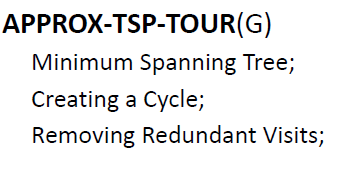 APPROX-TSP-TOUR(G)
Minimum Spanning Tree;
Creating a Cycle;
Removing Redundant Visits;